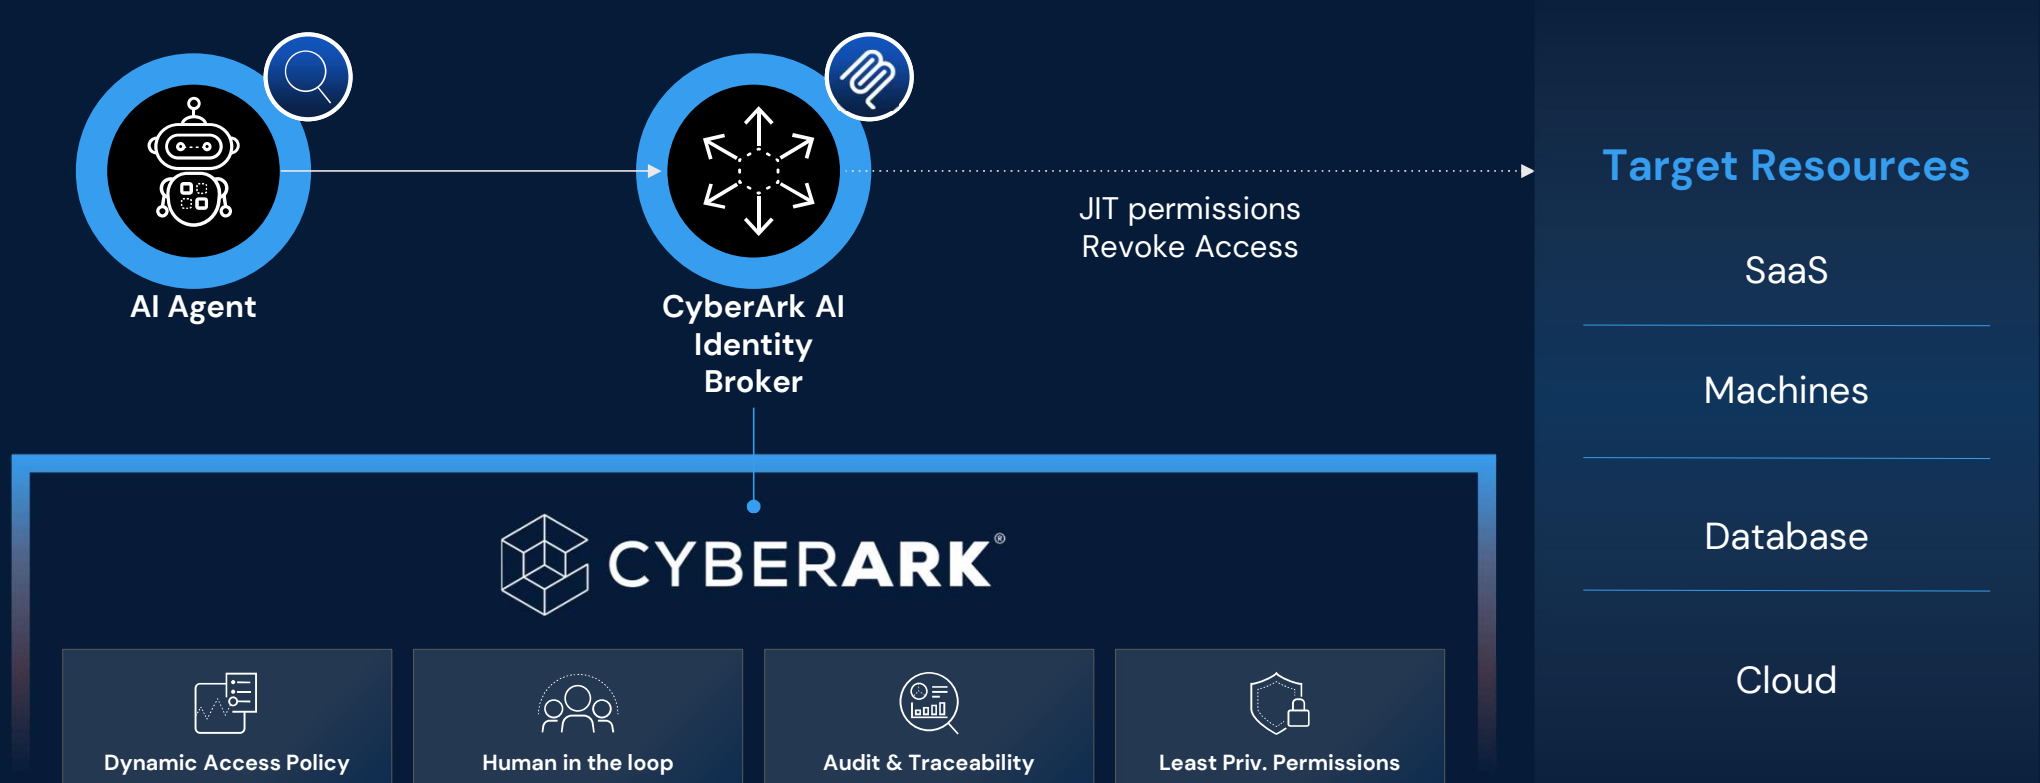 AI Agent
CyberArk AI
Identity
Broker
JIT permissions
Revoke Access
Target Resources
SaaS
Machines
Database
Cloud
CYBERARK®
Dynamic Access Policy
Human in the loop
Audit & Traceability
Least Priv. Permissions